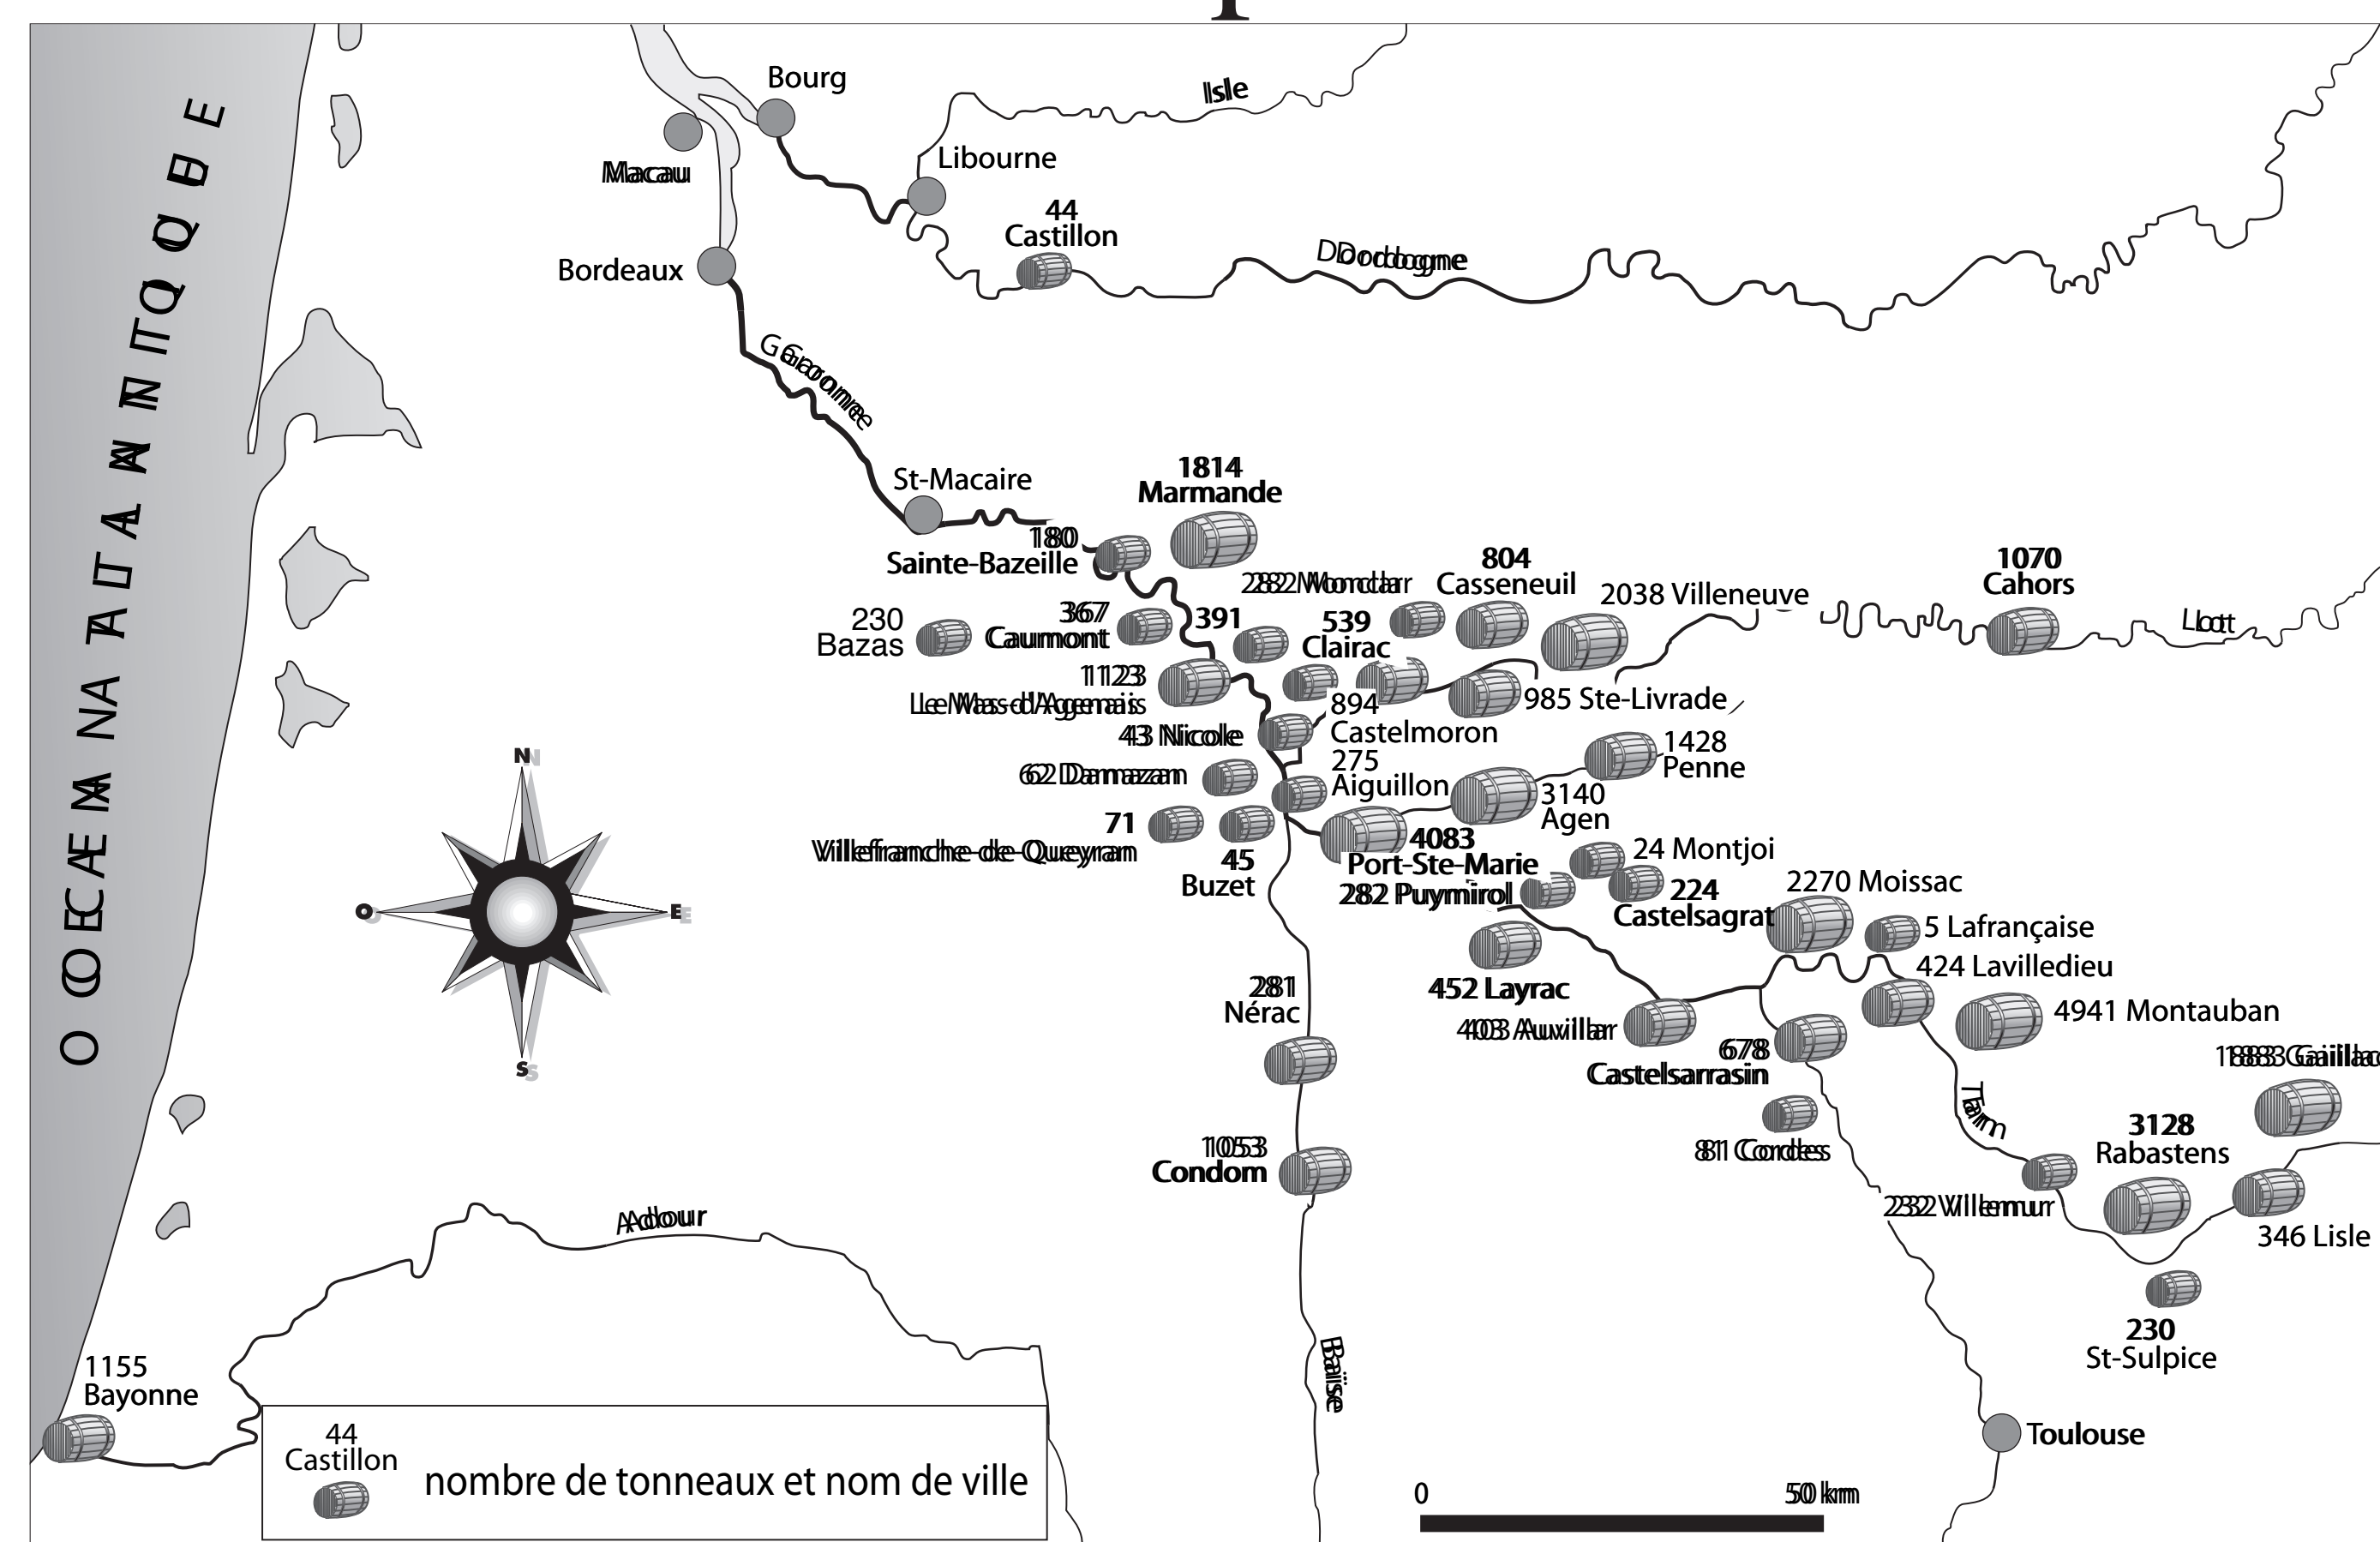 Bourg
Isle
Macau
Libourne
44
Castillon
Bordeaux
Dordogne
OCEAN ATLANTIQUE
Garonne
St-Macaire
1814
Marmande
180
Sainte-Bazeille
282 Monclar
804
Casseneuil
2038 Villeneuve
1070
Cahors
Lot
230
Bazas
367
Caumont
391
539
Clairac
1123
Le Mas-d'Agenais
985 Ste-Livrade
894
Castelmoron
43 Nicole
62 Damazan
275
Aiguillon
1428
Penne
3140
Agen
71
Villefranche-de-Queyran
45
Buzet
4083
Port-Ste-Marie
24 Montjoi
282 Puymirol
224
Castelsagrat
2270 Moissac
5 Lafrançaise
424 Lavilledieu
4941 Montauban
N
O
E
S
281
Nérac
452 Layrac
403 Auvillar
678
Castelsarrasin
1883 Gaillac
Tarn
81 Cordes
3128
Rabastens
1053
Condom
232 Villemur
346 Lisle
Adour
230
St-Sulpice
Baïse
1155
Bayonne
Toulouse
44
Castillon
nombre de tonneaux et nom de ville
0
50 km